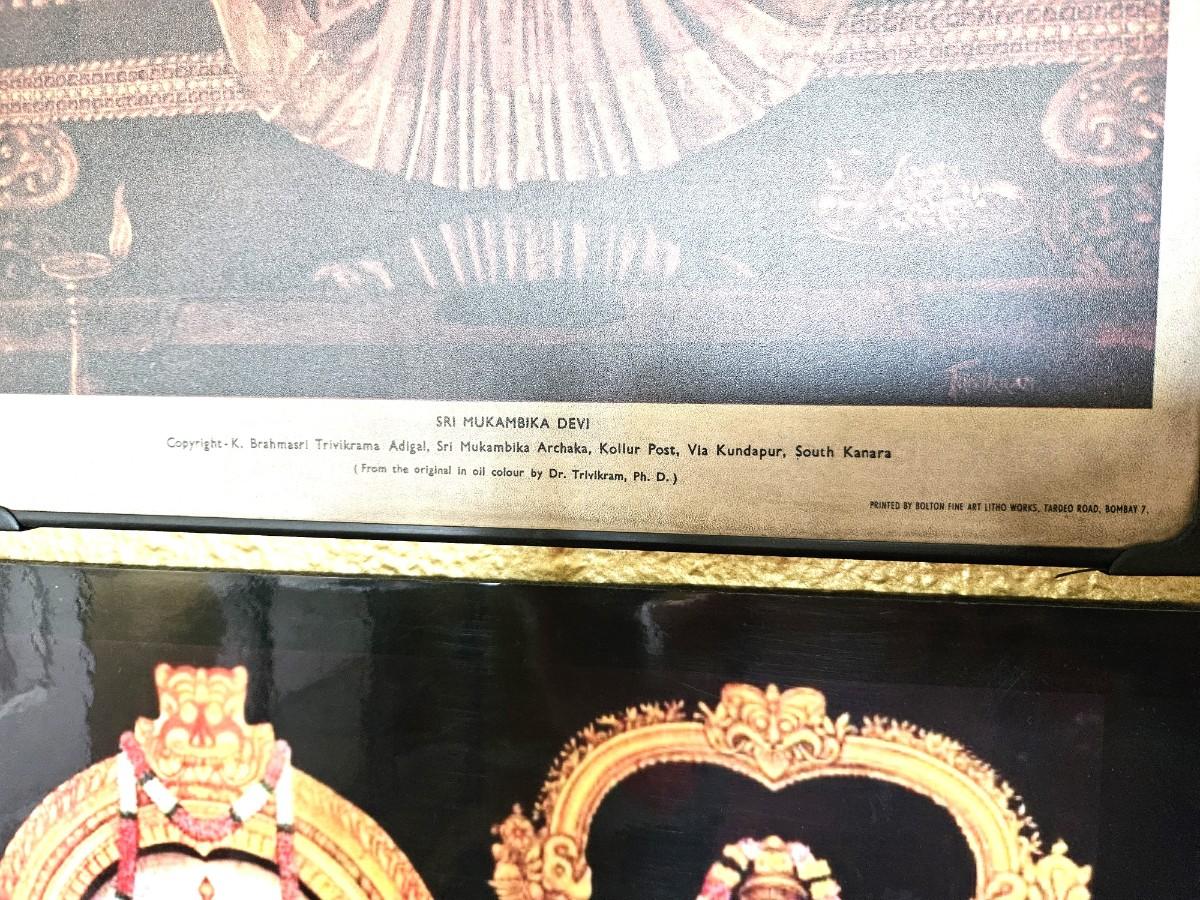 Trivikram
SRI MUKAMBIKA DEVI
Copyright-K. Brahmasri Trivikrama Adigal, Sri Mukambika Archaka, Kollur Post, Via Kundapur, South Kanara
(From the original in oil colour by Dr. Trivikram, Ph. D.)
PRINTED BY BOLTON FINE ART LITHO WORKS, TARDEO ROAD, BOMBAY 7.